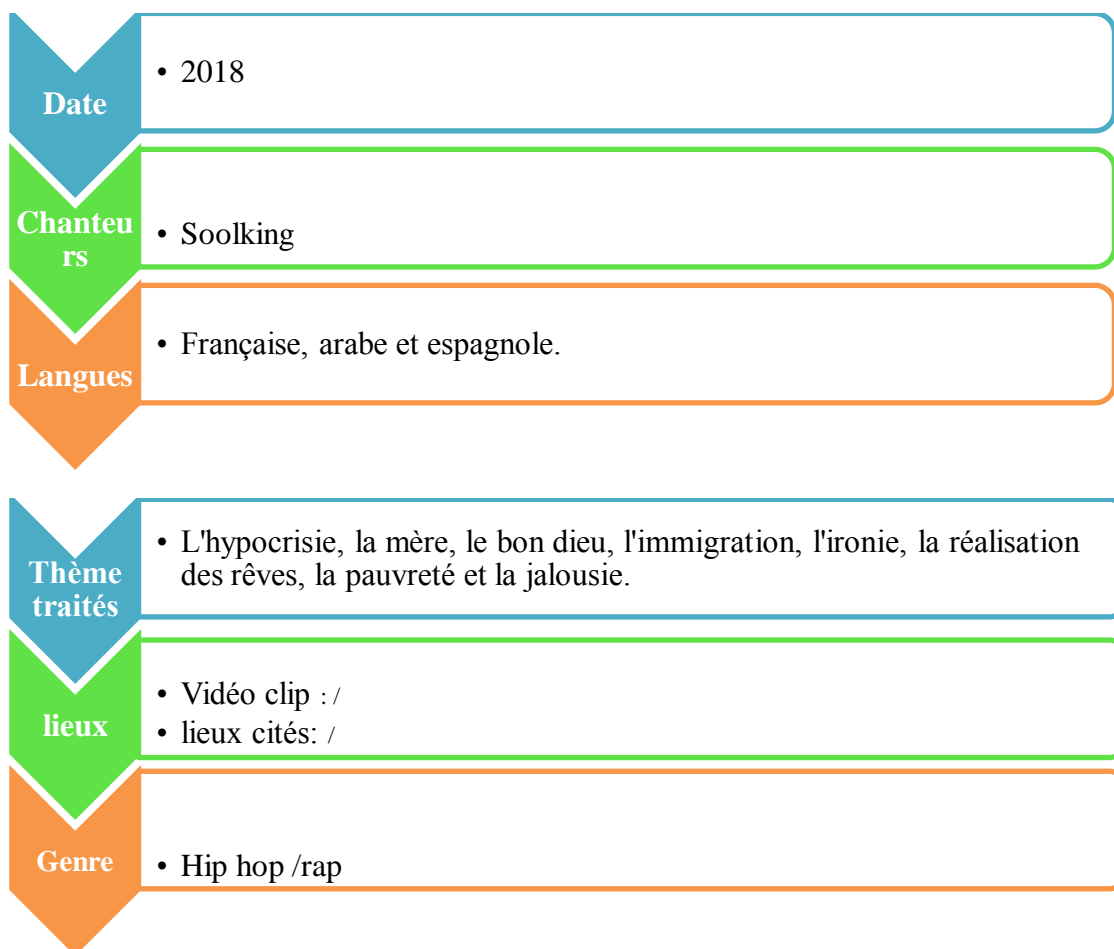 Date
• 2018
Chanteu
rs
• Soolking
Langues
• Française, arabe et espagnole.
Thème
traités
• L'hypocrisie, la mère, le bon dieu, l'immigration, l'ironie, la réalisation
des rêves, la pauvreté et la jalousie.
lieux
• Vidéo clip : /
• lieux cités: /
Genre
• Hip hop /rap